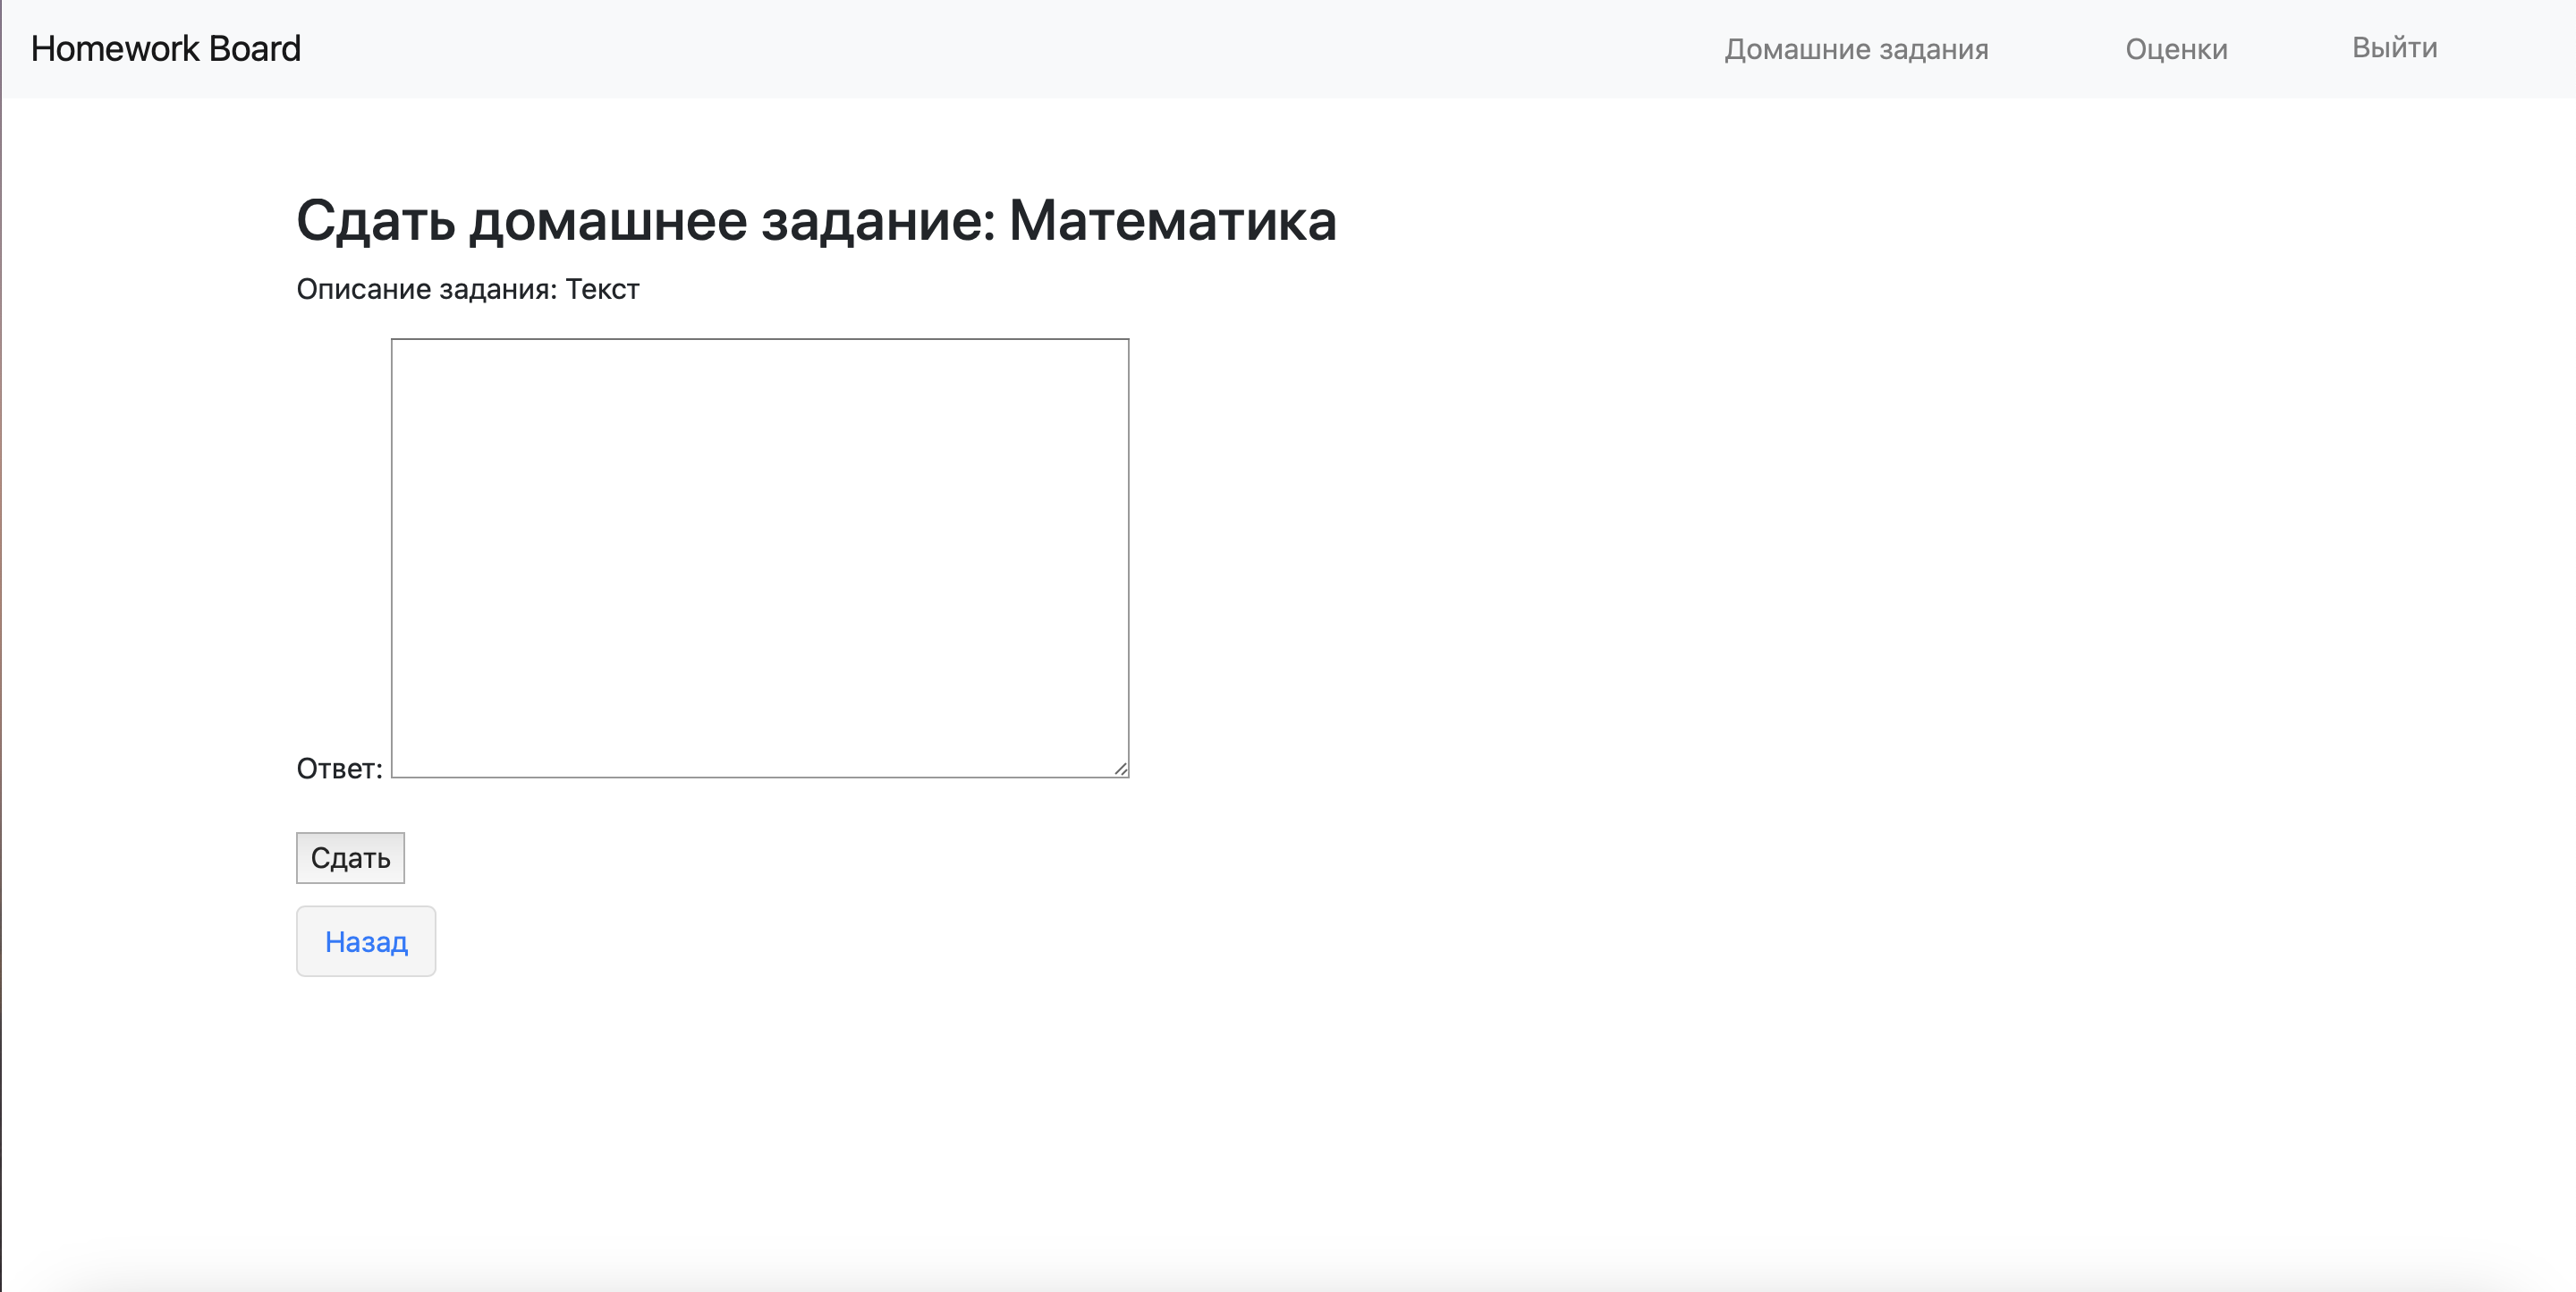 Homework Board
Домашние задания
Оценки
Выйти
Сдать домашнее задание: Математика
Описание задания: Текст
Ответ:
Сдать
Назад